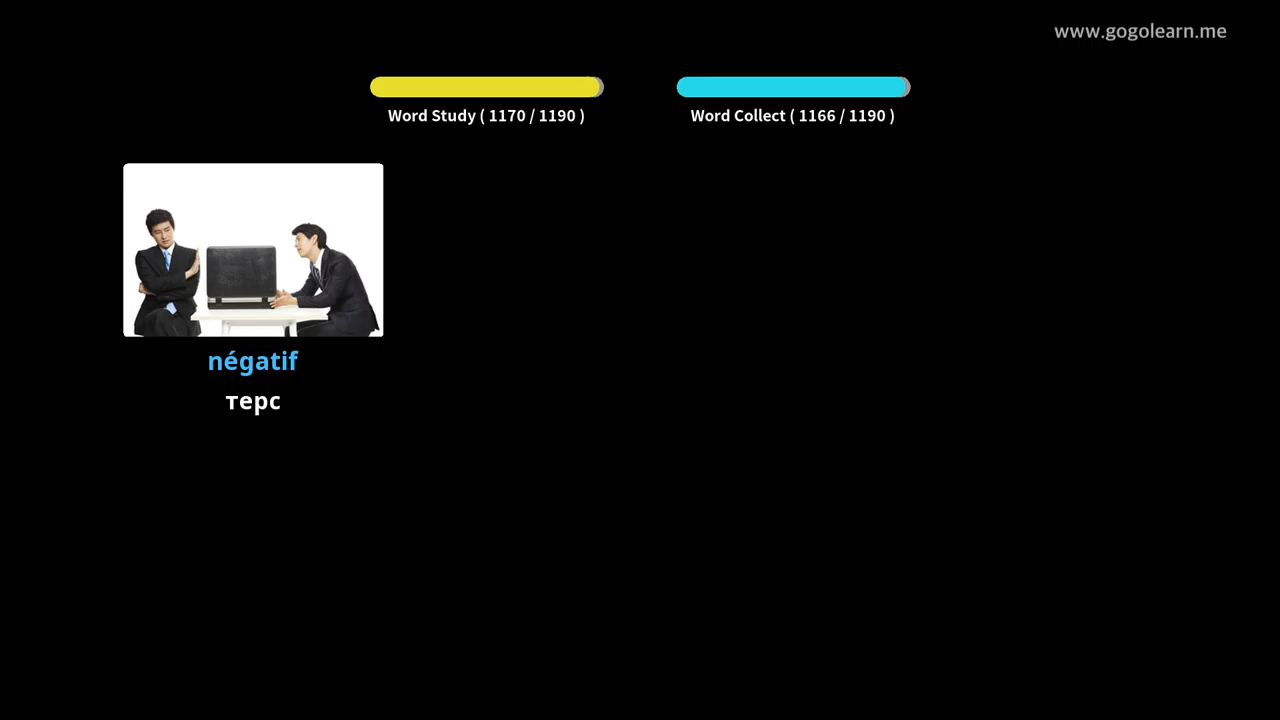 www.gogolearn.me
Word Study ( 1170 / 1190 )
Word Collect ( 1166 / 1190 )
négatif
терс